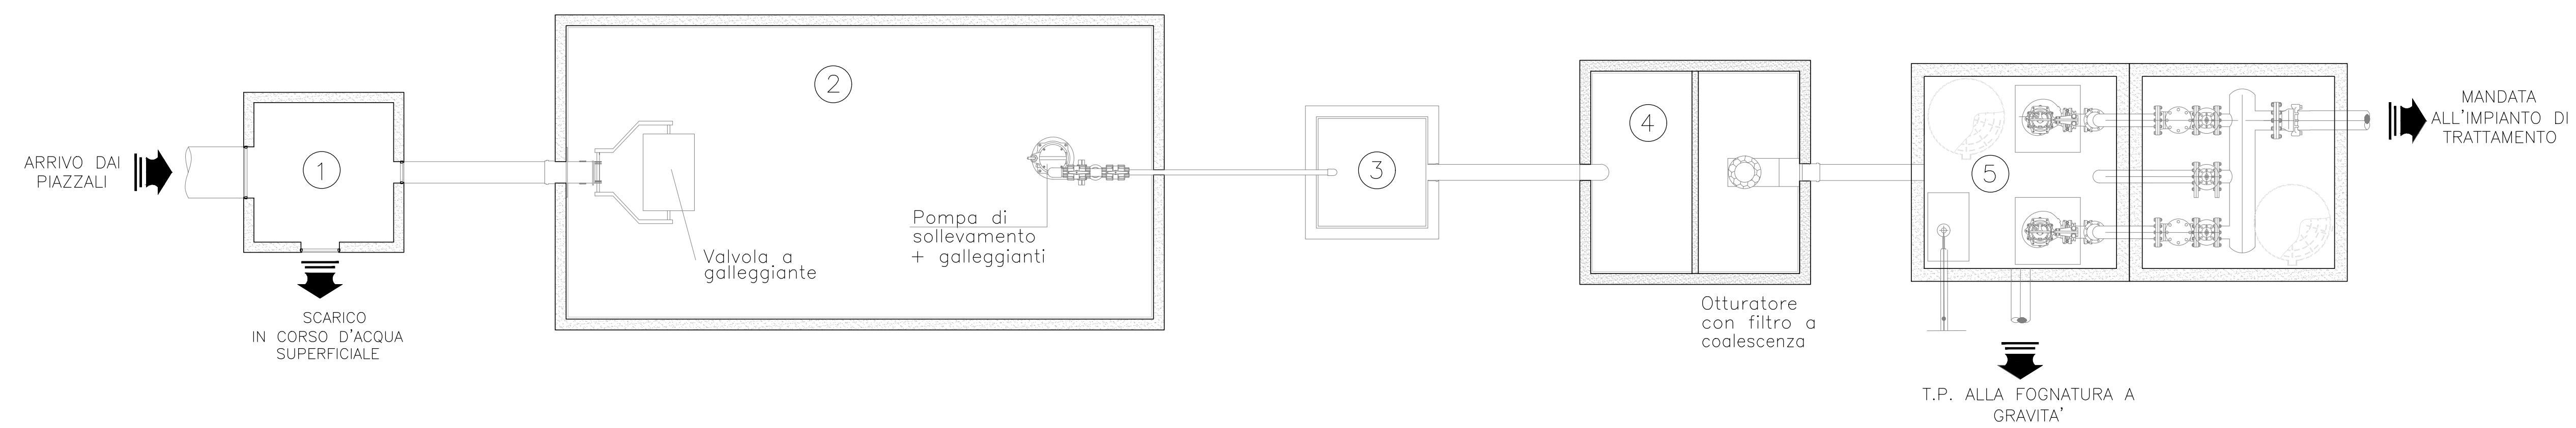 ARRIVO DAI
PIAZZALI
1
SCARICO
IN CORSO D'ACQUA
SUPERFICIALE
2
Valvola a
galleggiante
Pompa di
sollevamento
+ galleggianti
3
4
Otturatore
con filtro a
coalescenza
5
T.P. ALLA FOGNATURA A
GRAVITA'
MANDATA
ALL'IMPIANTO DI
TRATTAMENTO